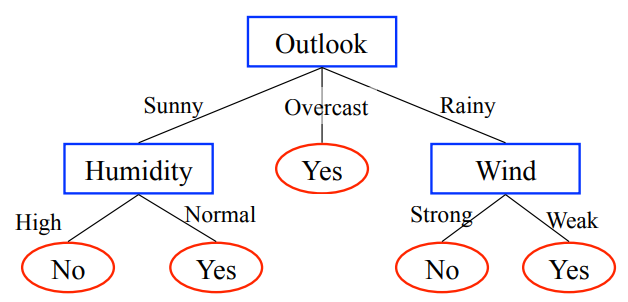 Outlook
Sunny Overcast Rainy
Humidity Yes Wind
High Normal Strong Weak
No Yes No Yes